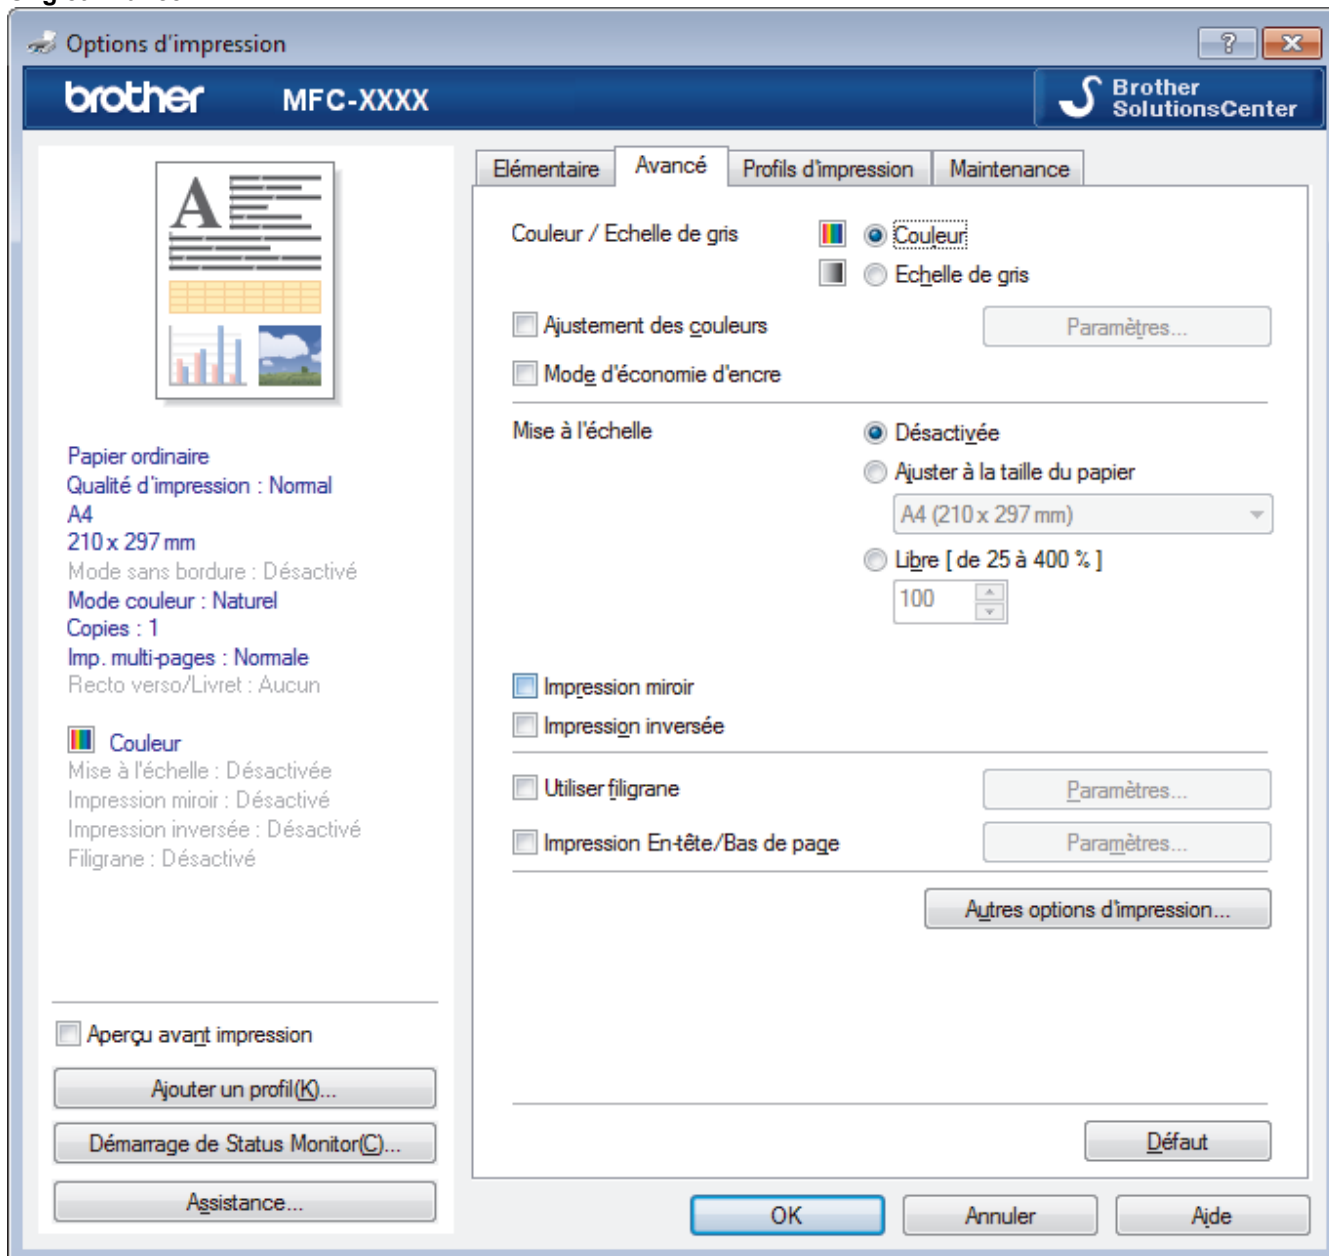 Options d'impression
brother MFC-XXXX
Brother
SolutionsCenter
A
Papier ordinaire
Qualité d'impression : Normal
A4
210 x 297 mm
Mode sans bordure : Désactivé
Mode couleur : Naturel
Copies : 1
Imp. multi-pages : Normale
Recto verso/Livret : Aucun
Couleur
Mise à l'échelle : Désactivée
Impression miroir : Désactivé
Impression inversée : Désactivé
Filigrane : Désactivé
Aperçu avant impression
Ajouter un profil(K)...
Démarrage de Status Monitor(C)...
Assistance...
Elémentaire Avancé Profils d'impression Maintenance
Couleur / Echelle de gris Couleur
Echelle de gris
Ajustement des couleurs Paramètres...
Mode d'économie d'encre
Mise à l'échelle Désactivée
Ajuster à la taille du papier
A4 (210 x 297 mm)
Libre [ de 25 à 400 % ]
100
Impression miroir
Impression inversée
Utiliser filigrane Paramètres...
Impression En-tête/Bas de page Paramètres...
Autres options d'impression...
Défaut
OK Annuler Aide